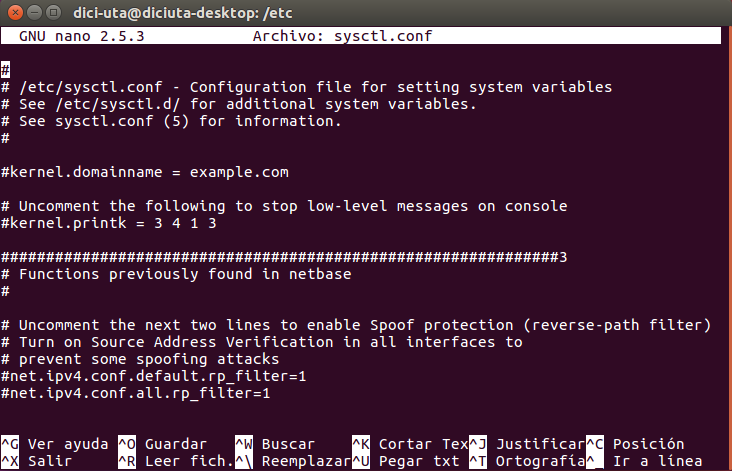 dici-uta@diciuta-desktop: /etc
GNU nano 2.5.3 Archivo: sysctl.conf
#
# /etc/sysctl.conf - Configuration file for setting system variables
# See /etc/sysctl.d/ for additional system variables.
# See sysctl.conf (5) for information.
#
#kernel.domainname = example.com
# Uncomment the following to stop low-level messages on console
#kernel.printk = 3 4 1 3
##############################################################3
# Functions previously found in netbase
#
# Uncomment the next two lines to enable Spoof protection (reverse-path filter)
# Turn on Source Address Verification in all interfaces to
# prevent some spoofing attacks
#net.ipv4.conf.default.rp_filter=1
#net.ipv4.conf.all.rp_filter=1
^G Ver ayuda ^O Guardar ^W Buscar ^K Cortar Tex^J Justificar^C Posición
^X Salir ^R Leer fich.^\ Reemplazar^U Pegar txt ^T Ortografía^_ Ir a línea